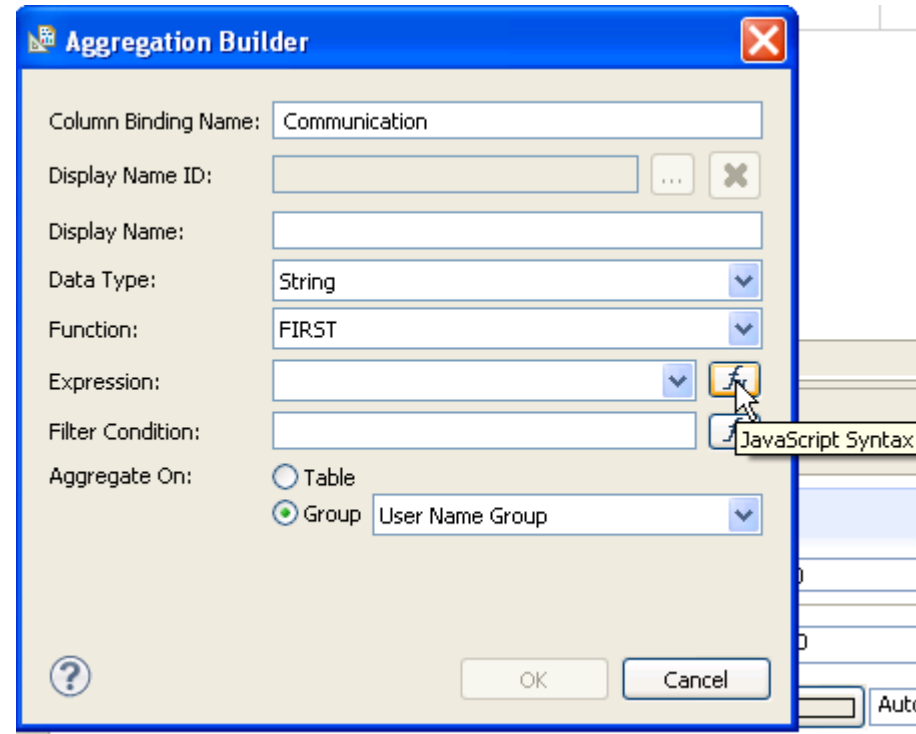 Aggregation Builder
Column Binding Name: Communication
Display Name ID: ...
Display Name:
Data Type: String
Function: FIRST
Expression: fx
Filter Condition:
JavaScript Syntax
Aggregate On: Table
Group User Name Group
OK Cancel